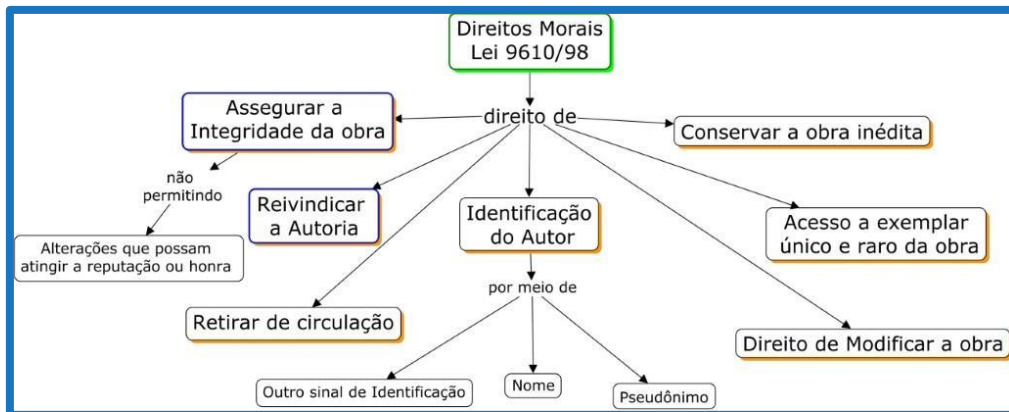 Direitos Morais
Lei 9610/98
direito de
Assegurar a
Integridade da obra
não
permitindo
Alterações que possam
atingir a reputação ou honra
Reivindicar
a Autoria
Retirar de circulação
Identificação
do Autor
por meio de
Outro sinal de Identificação
Nome
Pseudônimo
Conservar a obra inédita
Acesso a exemplar
único e raro da obra
Direito de Modificar a obra